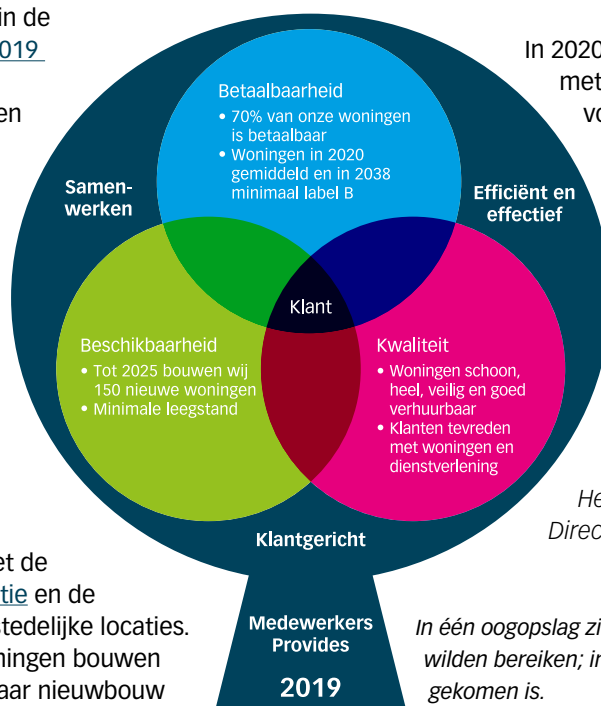 in de
2019
en
In 2020
met
vo
Betaalbaarheid
• 70% van onze woningen
is betaalbaar
• Woningen in 2020
gemiddeld en in 2038
minimaal label B
Samen-
werken
Efficiënt en
effectief
Klant
Beschikbaarheid
• Tot 2025 bouwen wij
150 nieuwe woningen
• Minimale leegstand
Kwaliteit
• Woningen schoon,
heel, veilig en goed
verhuurbaar
• Klanten tevreden
met woningen en
dienstverlening
Klantgericht
Medewerkers
Provides
2019
He
Direc
et de
tie en de
stedelijke locaties.
ningen bouwen
aar nieuwbouw
In één oogopslag zi
wilden bereiken; i
gekomen is.